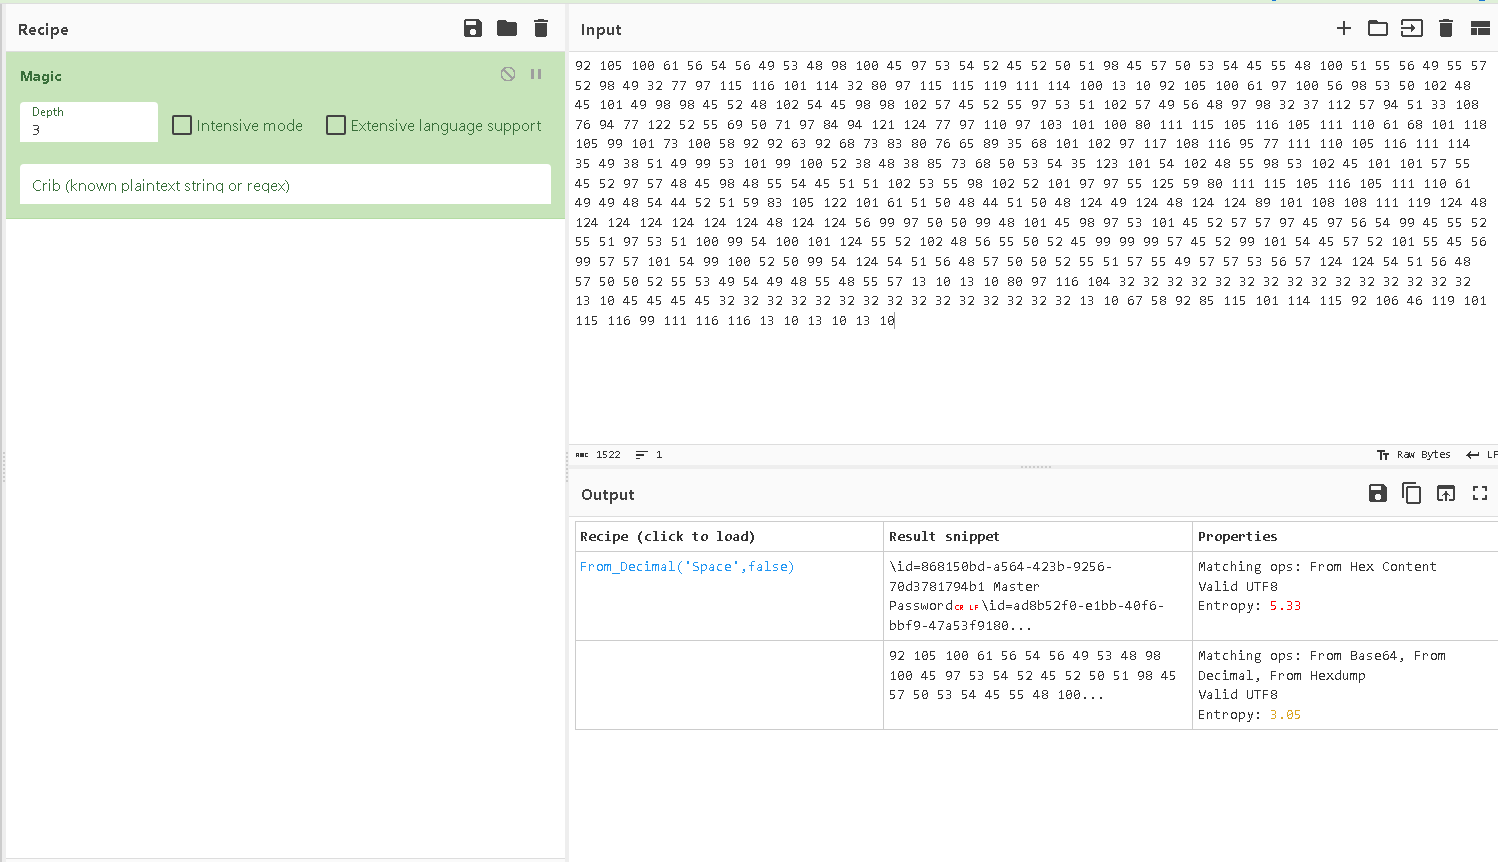 Recipe
Magic
Depth
3
Intensive mode
Extensive language support
Crib (known plaintext string or regex)
Input
92 105 100 61 56 54 56 49 53 48 98 100 45 97 53 54 52 45 52 50 51 98 45 57 50 53 54 45 55 48 100 51 55 56 49 55 57
52 98 49 32 77 97 115 116 101 114 32 80 97 115 115 119 111 114 100 13 10 92 105 100 61 97 100 56 98 53 50 102 48
45 101 49 98 98 45 52 48 102 54 45 98 98 102 57 45 52 55 97 53 51 102 57 49 56 48 97 98 32 37 112 57 94 51 33 108
76 94 77 122 52 55 69 50 71 97 84 94 121 124 77 97 110 97 103 101 100 80 111 115 105 116 105 111 110 61 68 101 118
105 99 101 73 100 58 92 92 63 92 68 73 83 80 76 65 89 35 68 101 102 97 117 108 116 95 77 111 110 105 116 111 114
35 49 38 51 49 99 53 101 99 100 52 38 48 38 85 73 68 50 53 54 35 123 101 54 102 48 55 98 53 102 45 101 101 57 55
45 52 97 57 48 45 98 48 55 54 45 51 51 102 53 55 98 102 52 101 97 97 55 125 59 80 111 115 105 116 105 111 110 61
49 49 48 54 44 52 51 59 83 105 122 101 61 51 50 48 44 51 50 48 124 49 124 48 124 124 89 101 108 108 111 119 124 48
124 124 124 124 124 124 48 124 124 56 99 97 50 50 99 48 101 45 98 97 53 101 45 52 57 57 97 45 97 56 54 99 45 55 52
55 51 97 53 51 100 99 54 100 101 124 55 52 102 48 56 55 50 52 45 99 99 99 57 45 52 99 101 54 45 57 52 101 55 45 56
99 57 57 101 54 99 100 52 50 99 54 124 54 51 56 48 57 50 50 52 55 51 57 55 49 57 57 53 56 57 124 124 54 51 56 48
57 50 50 52 55 53 49 54 49 48 55 48 55 57 13 10 13 10 80 97 116 104 32 32 32 32 32 32 32 32 32 32 32 32 32 32 32
13 10 45 45 45 45 32 32 32 32 32 32 32 32 32 32 32 32 32 32 32 13 10 67 58 92 85 115 101 114 115 92 106 46 119 101
115 116 99 111 116 116 13 10 13 10 13 10
1522
1
Raw Bytes
LF
Output
Recipe (click to load) Result snippet Properties
From_Decimal('Space',false)
\id=868150bd-a564-423b-9256-
70d3781794b1 Master
PasswordCR LF\id=ad8b52f0-e1bb-40f6-
bbf9-47a53f9180...
Matching ops: From Hex Content
Valid UTF8
Entropy: 5.33
92 105 100 61 56 54 56 49 53 48 98
100 45 97 53 54 52 45 52 50 51 98 45
57 50 53 54 45 55 48 100...
Matching ops: From Base64, From
Decimal, From Hexdump
Valid UTF8
Entropy: 3.05